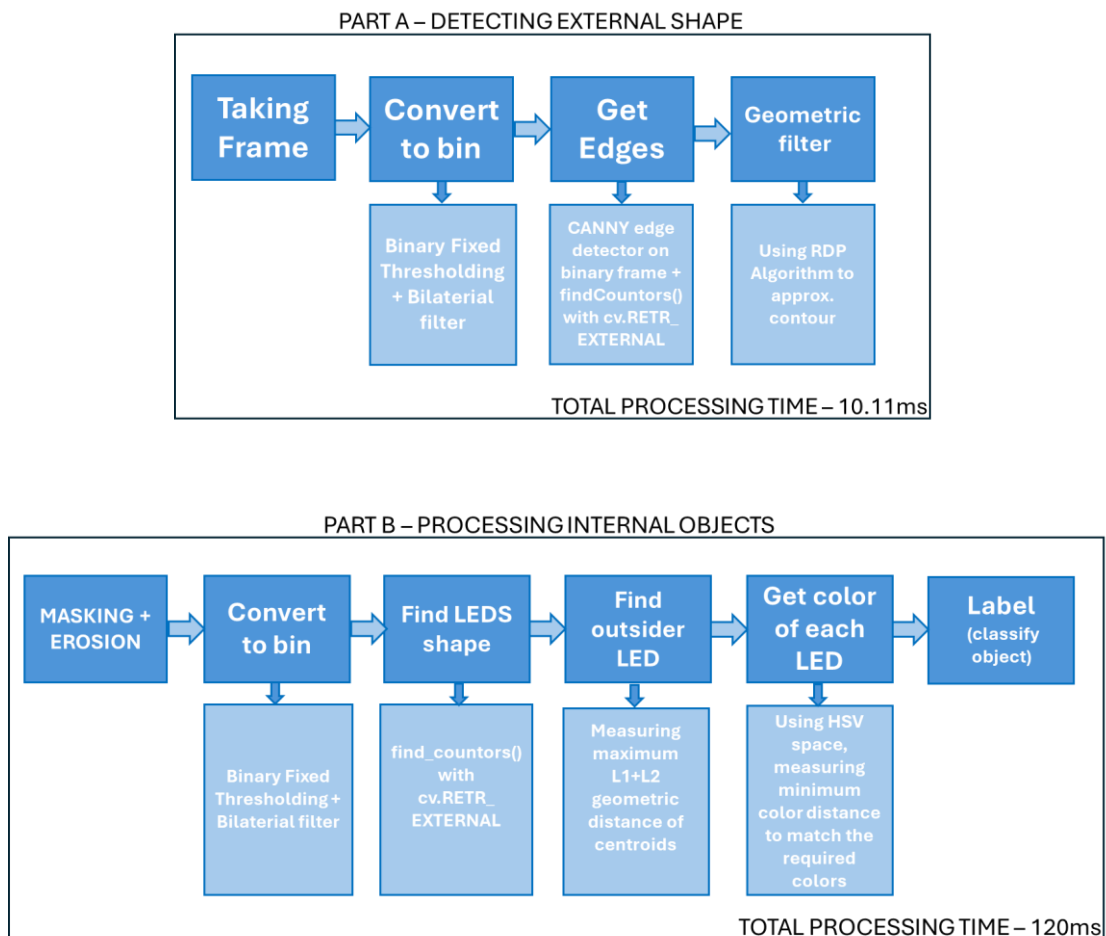 PART A – DETECTING EXTERNAL SHAPE
Taking
Frame
Convert
to bin
Get
Edges
Geometric
filter
Binary Fixed
Thresholding
+ Bilaterial
filter
CANNY edge
detector on
binary frame +
findCountors()
with cv.RETR_
EXTERNAL
Using RDP
Algorithm to
approx.
contour
TOTAL PROCESSING TIME – 10.11ms
PART B – PROCESSING INTERNAL OBJECTS
MASKING +
EROSION
Convert
to bin
Find LEDS
shape
Find
outsider
LED
Get color
of each
LED
Label
(classify
object)
Binary Fixed
Thresholding +
Bilaterial filter
find_countors()
with
cv.RETR_
EXTERNAL
Measuring
maximum
L1+L2
geometric
distance of
centroids
Using HSV
space,
measuring
minimum
color distance
to match the
required
colors
TOTAL PROCESSING TIME – 120ms